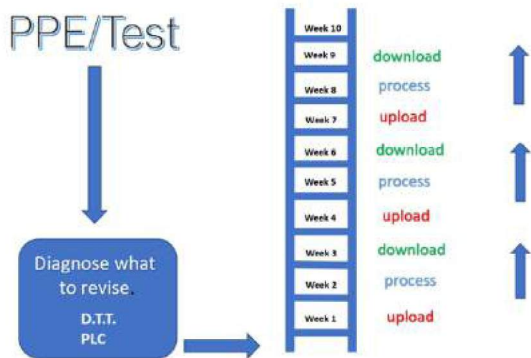 PPE/Test
Diagnose what
to revise.
D.T.T.
PLC
Week 10
Week 9 download
Week 8 process
Week 7 upload
Week 6 download
Week 5 process
Week 4 upload
Week 3 download
Week 2 process
Week 1 upload